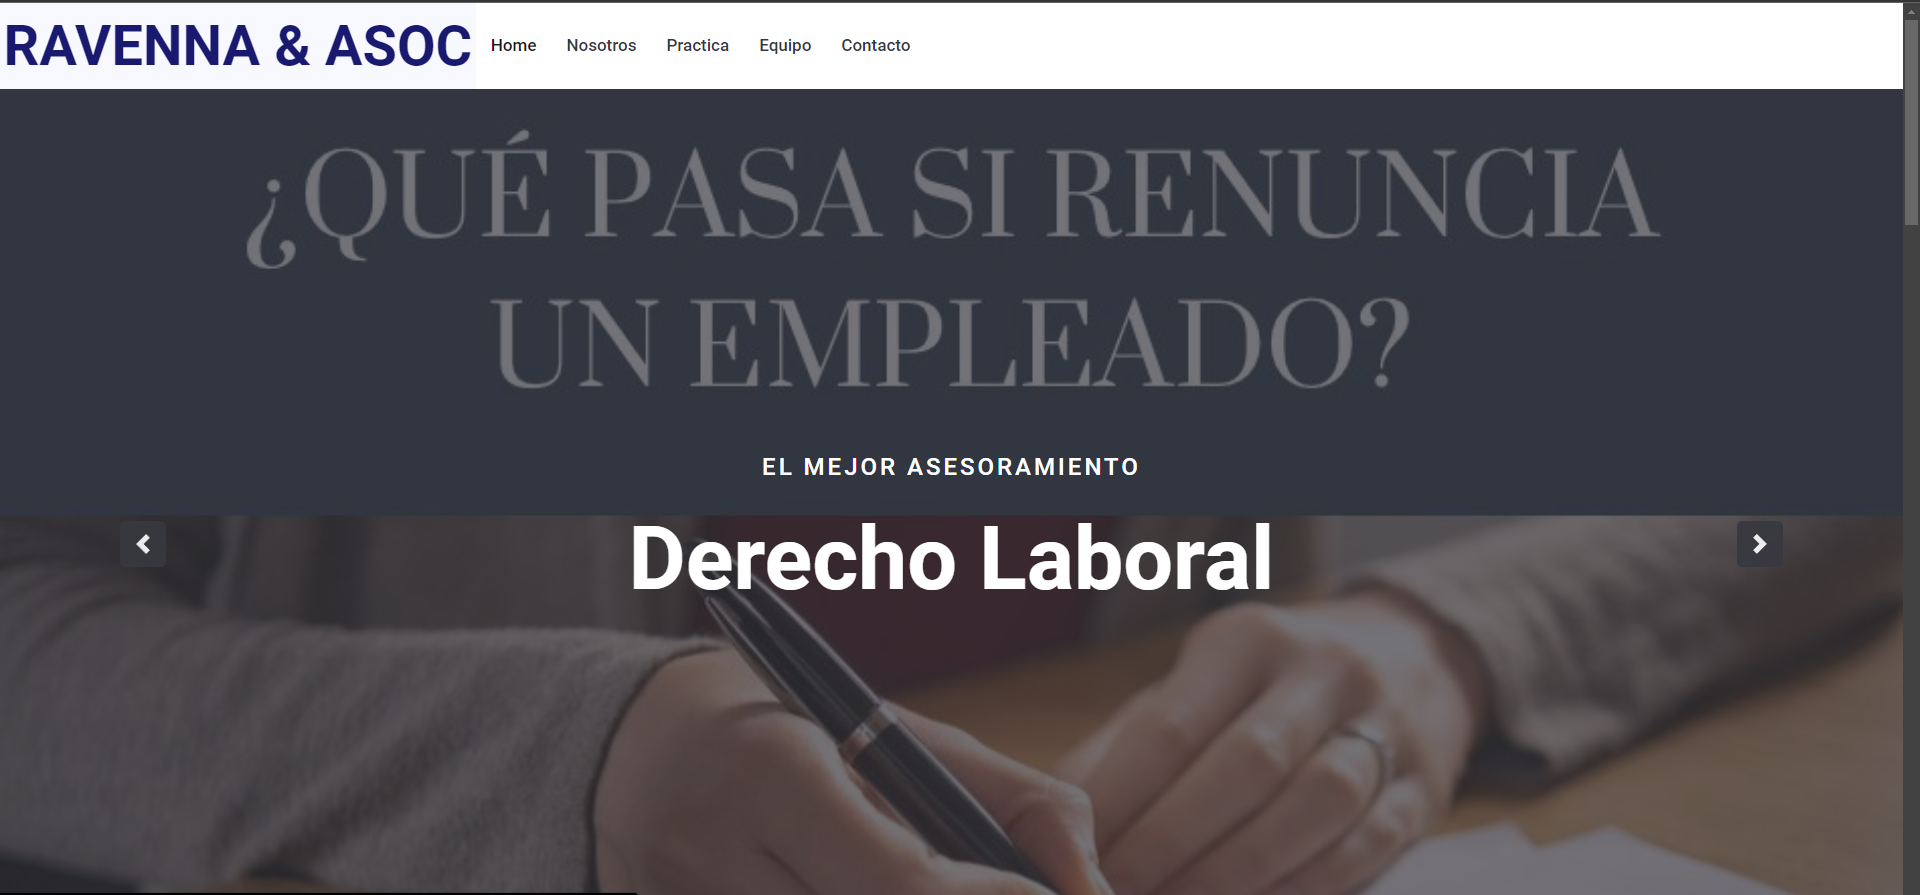 RAVENNA & ASOC
Home Nosotros Practica Equipo Contacto
¿QUÉ PASA SI RENUNCIA
UN EMPLEADO?
EL MEJOR ASESORAMIENTO
Derecho Laboral